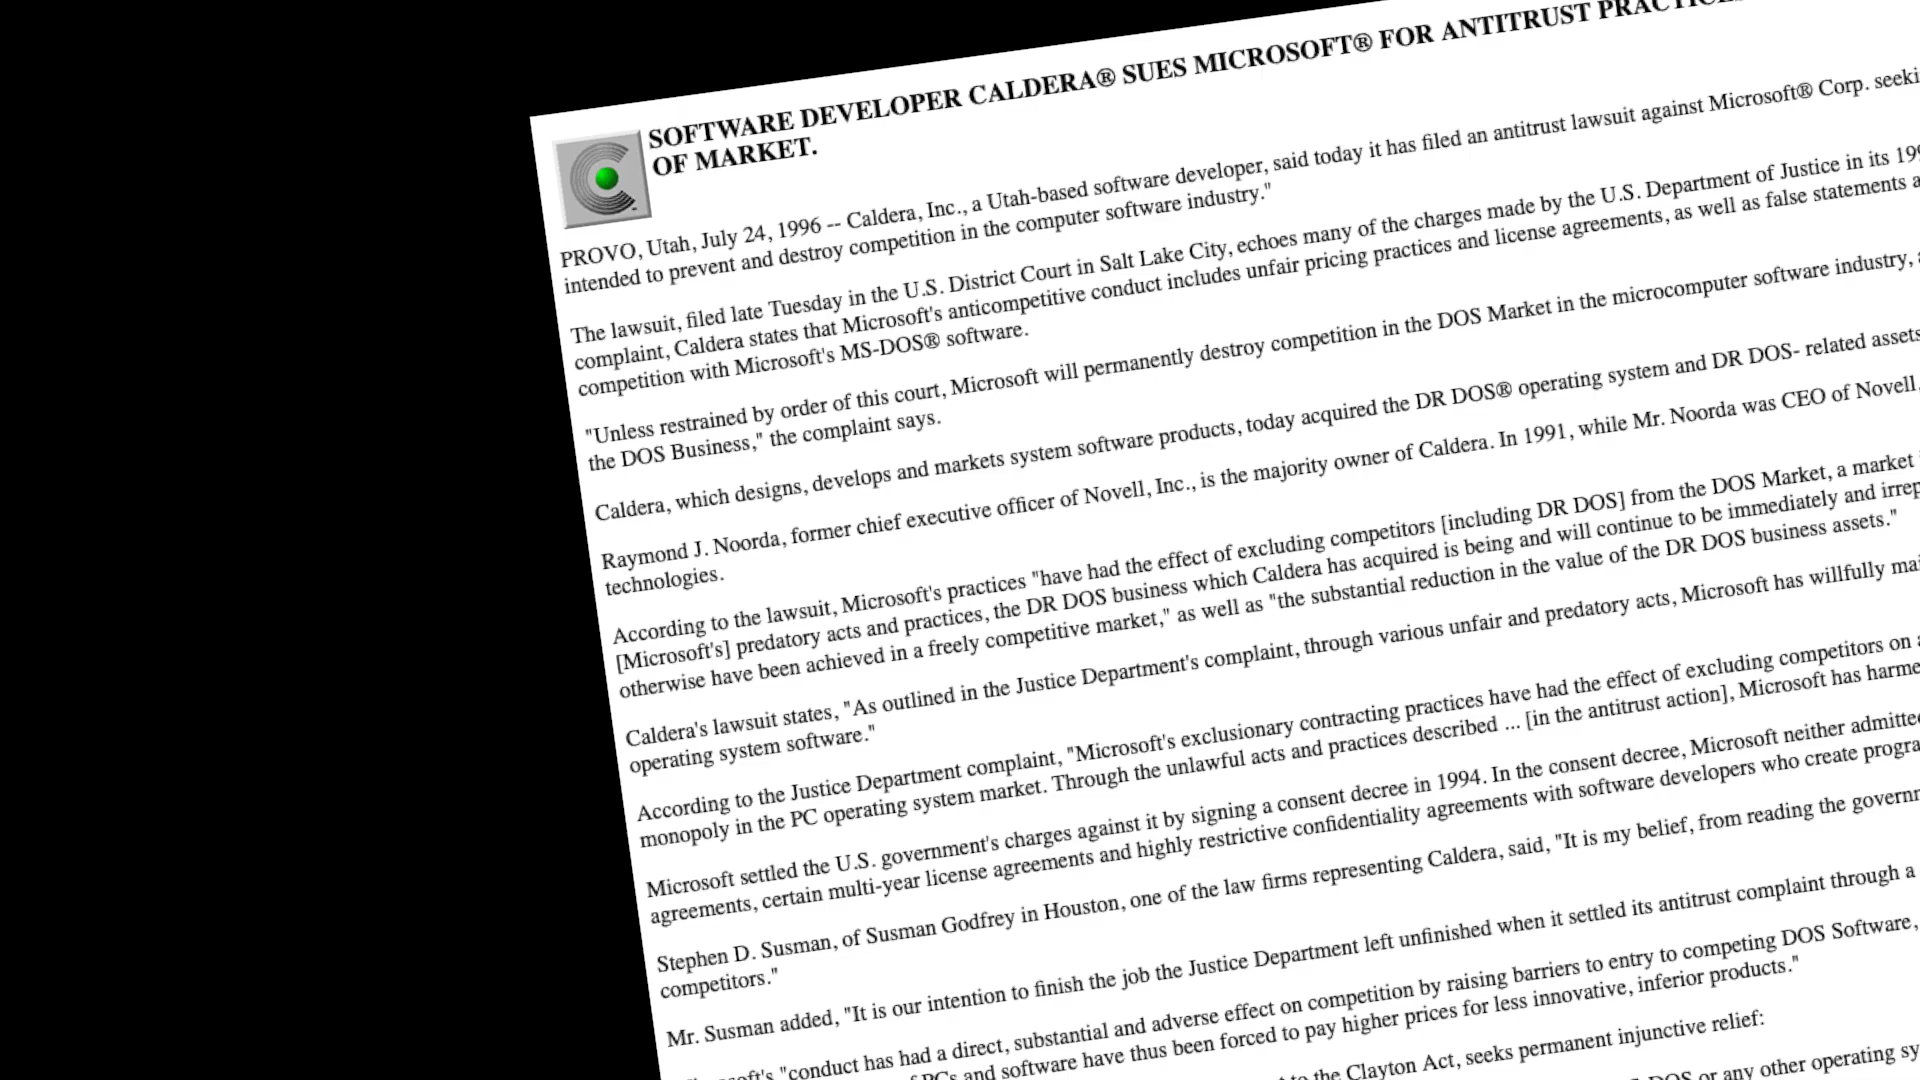 SOFTWARE DEVELOPER CALDERA® SUES MICROSOFT® FOR ANTITRUST
OF MARKET.
PROVO, Utah, July 24, 1996 -- Caldera, Inc., a Utah-based software developer, said today it has filed an antitrust lawsuit against Microsoft® Corp.
intended to prevent and destroy competition in the computer software industry."
The lawsuit, filed late Tuesday in the U.S. District Court in Salt Lake City, echoes many of the charges made by the U.S. Department of Justice in its
complaint, Caldera states that Microsoft's anticompetitive conduct includes unfair pricing practices and license agreements, as well as false statements
competition with Microsoft's MS-DOS® software.
"Unless restrained by order of this court, Microsoft will permanently destroy competition in the DOS Market in the microcomputer software industry,
the DOS Business," the complaint says.
Caldera, which designs, develops and markets system software products, today acquired the DR DOS® operating system and DR DOS- related assets
Raymond J. Noorda, former chief executive officer of Novell, Inc., is the majority owner of Caldera. In 1991, while Mr. Noorda was CEO of Novell,
technologies.
According to the lawsuit, Microsoft's practices "have had the effect of excluding competitors [including DR DOS] from the DOS Market, a market
[Microsoft's] predatory acts and practices, the DR DOS business which Caldera has acquired is being and will continue to be immediately and
otherwise have been achieved in a freely competitive market," as well as "the substantial reduction in the value of the DR DOS business assets."
Caldera's lawsuit states, "As outlined in the Justice Department's complaint, through various unfair and predatory acts, Microsoft has willfully
operating system software."
According to the Justice Department complaint, "Microsoft's exclusionary contracting practices have had the effect of excluding competitors on
monopoly in the PC operating system market. Through the unlawful acts and practices described ... [in the antitrust action], Microsoft has
Microsoft settled the U.S. government's charges against it by signing a consent decree in 1994. In the consent decree, Microsoft neither admitted
agreements, certain multi-year license agreements and highly restrictive confidentiality agreements with software developers who create
Stephen D. Susman, of Susman Godfrey in Houston, one of the law firms representing Caldera, said, "It is my belief, from reading the
competitors."
Mr. Susman added, "It is our intention to finish the job the Justice Department left unfinished when it settled its antitrust complaint through a
"conduct has had a direct, substantial and adverse effect on competition by raising barriers to entry to competing DOS Software,
PCs and software have thus been forced to pay higher prices for less innovative, inferior products."
to the Clayton Act, seeks permanent injunctive relief:
DOS or any other operating